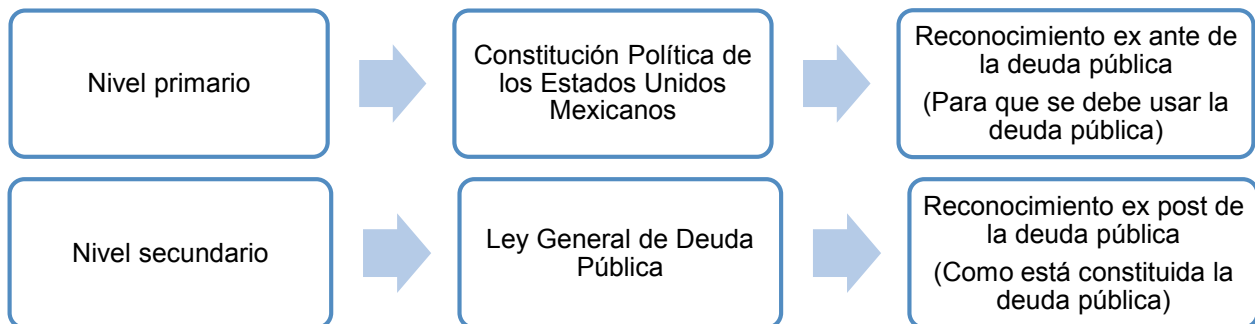 Nivel primario
Constitución Política de
los Estados Unidos
Mexicanos
Reconocimiento ex ante de
la deuda pública
(Para que se debe usar la
deuda pública)
Nivel secundario
Ley General de Deuda
Pública
Reconocimiento ex post de
la deuda pública
(Como está constituida la
deuda pública)